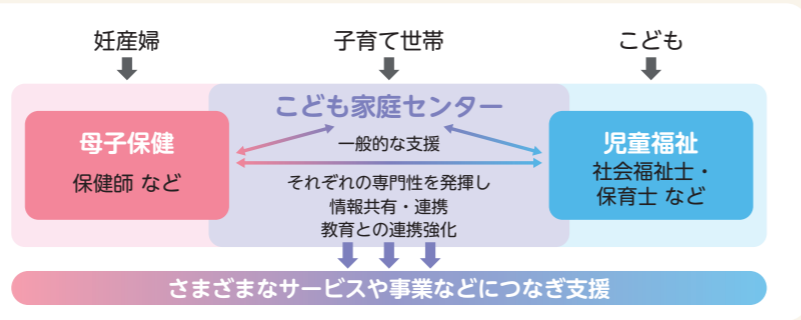 妊産婦
子育て世帯
こども
こども家庭センター
母子保健
保健師 など
一般的な支援
それぞれの専門性を発揮し
情報共有・連携
教育との連携強化
児童福祉
社会福祉士・
保育士 など
さまざまなサービスや事業などにつなぎ支援